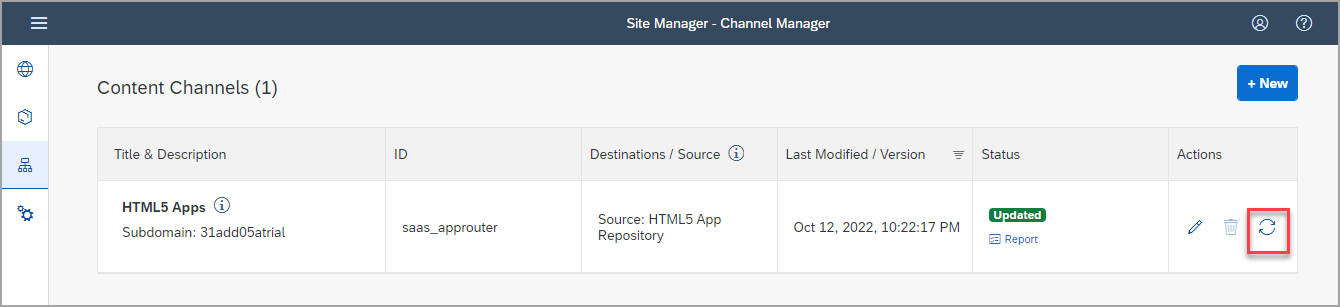 Site Manager - Channel Manager
Content Channels (1)
+ New
Title & Description
ID
Destinations / Source
Last Modified / Version
Status
Actions
HTML5 Apps
Subdomain: 31add05atrial
saas_approuter
Source: HTML5 App
Repository
Oct 12, 2022, 10:22:17 PM
Updated
Report